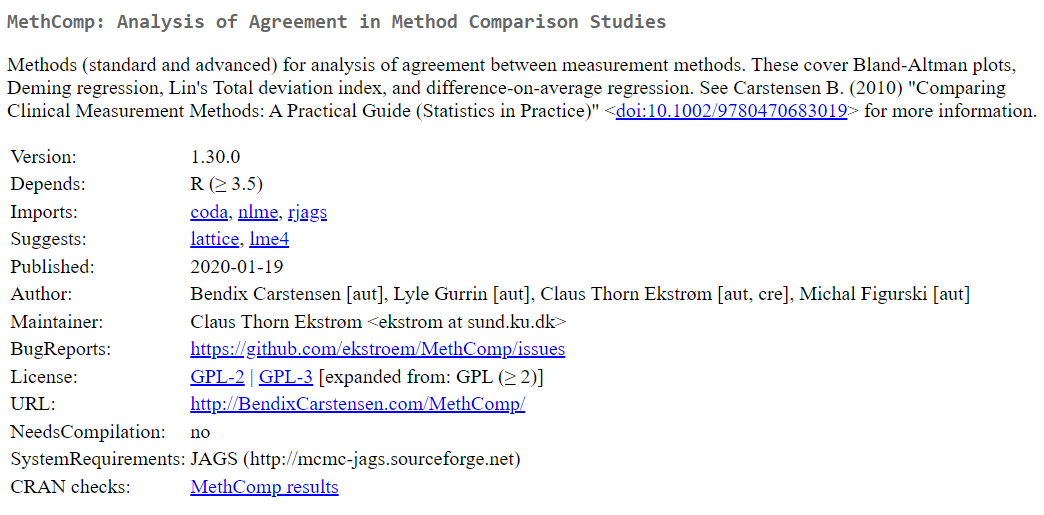 MethComp: Analysis of Agreement in Method Comparison Studies
Methods (standard and advanced) for analysis of agreement between measurement methods. These cover Bland-Altman plots,
Deming regression, Lin's Total deviation index, and difference-on-average regression. See Carstensen B. (2010) "Comparing
Clinical Measurement Methods: A Practical Guide (Statistics in Practice)" <doi:10.1002/9780470683019> for more information.
Version: 1.30.0
Depends: R (≥ 3.5)
Imports: coda, nlme, rjags
Suggests: lattice, lme4
Published: 2020-01-19
Author: Bendix Carstensen [aut], Lyle Gurrin [aut], Claus Thorn Ekstrøm [aut, cre], Michal Figurski [aut]
Maintainer: Claus Thorn Ekstrøm <ekstrom at sund.ku.dk>
BugReports: https://github.com/ekstroem/MethComp/issues
License: GPL-2 | GPL-3 [expanded from: GPL (≥ 2)]
URL: http://BendixCarstensen.com/MethComp/
NeedsCompilation: no
SystemRequirements: JAGS (http://mcmc-jags.sourceforge.net)
CRAN checks: MethComp results